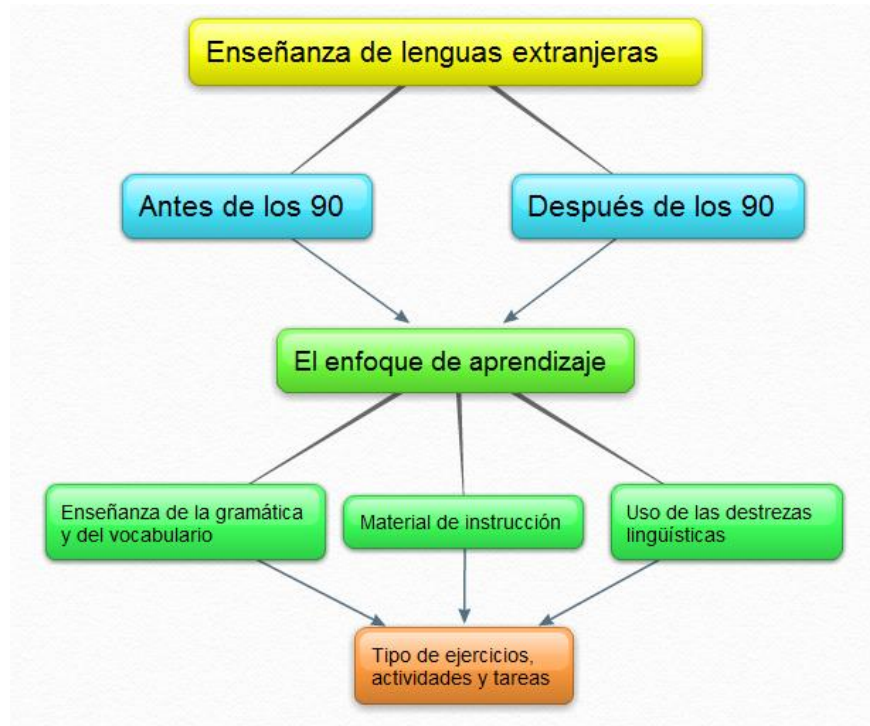 Enseñanza de lenguas extranjeras
Antes de los 90
Después de los 90
El enfoque de aprendizaje
Enseñanza de la gramática
y del vocabulario
Material de instrucción
Uso de las destrezas
lingüísticas
Tipo de ejercicios,
actividades y tareas